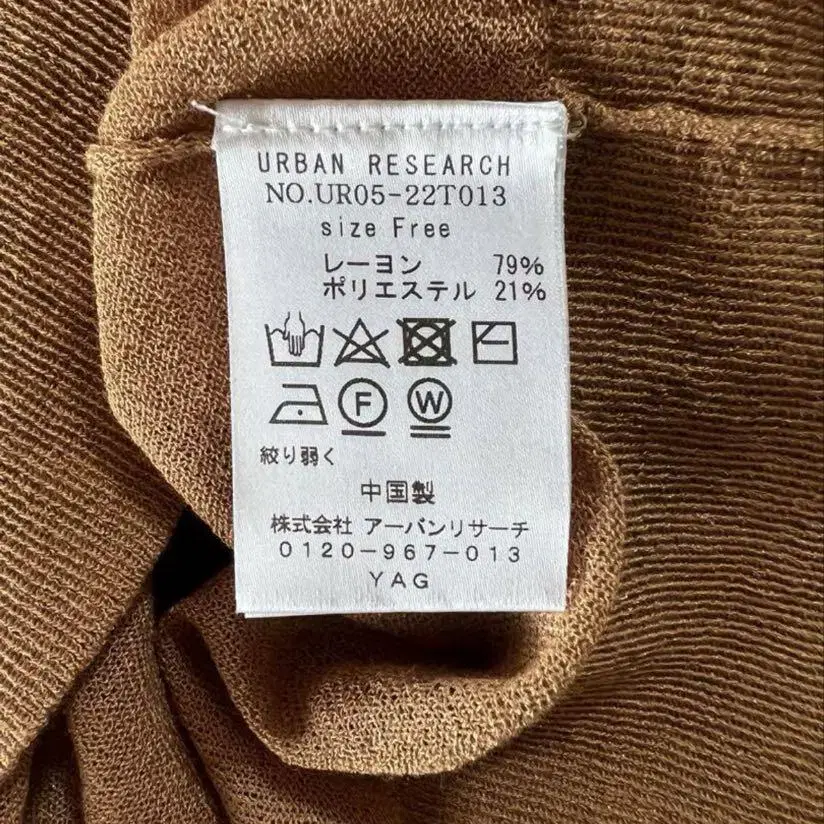 URBAN RESEARCH
NO.UR05-22T013
size Free
レーヨン 79%
ポリエステル 21%
F W
絞り弱く
中国製
株式会社 アーバンリサーチ
0120-967-013
YAG